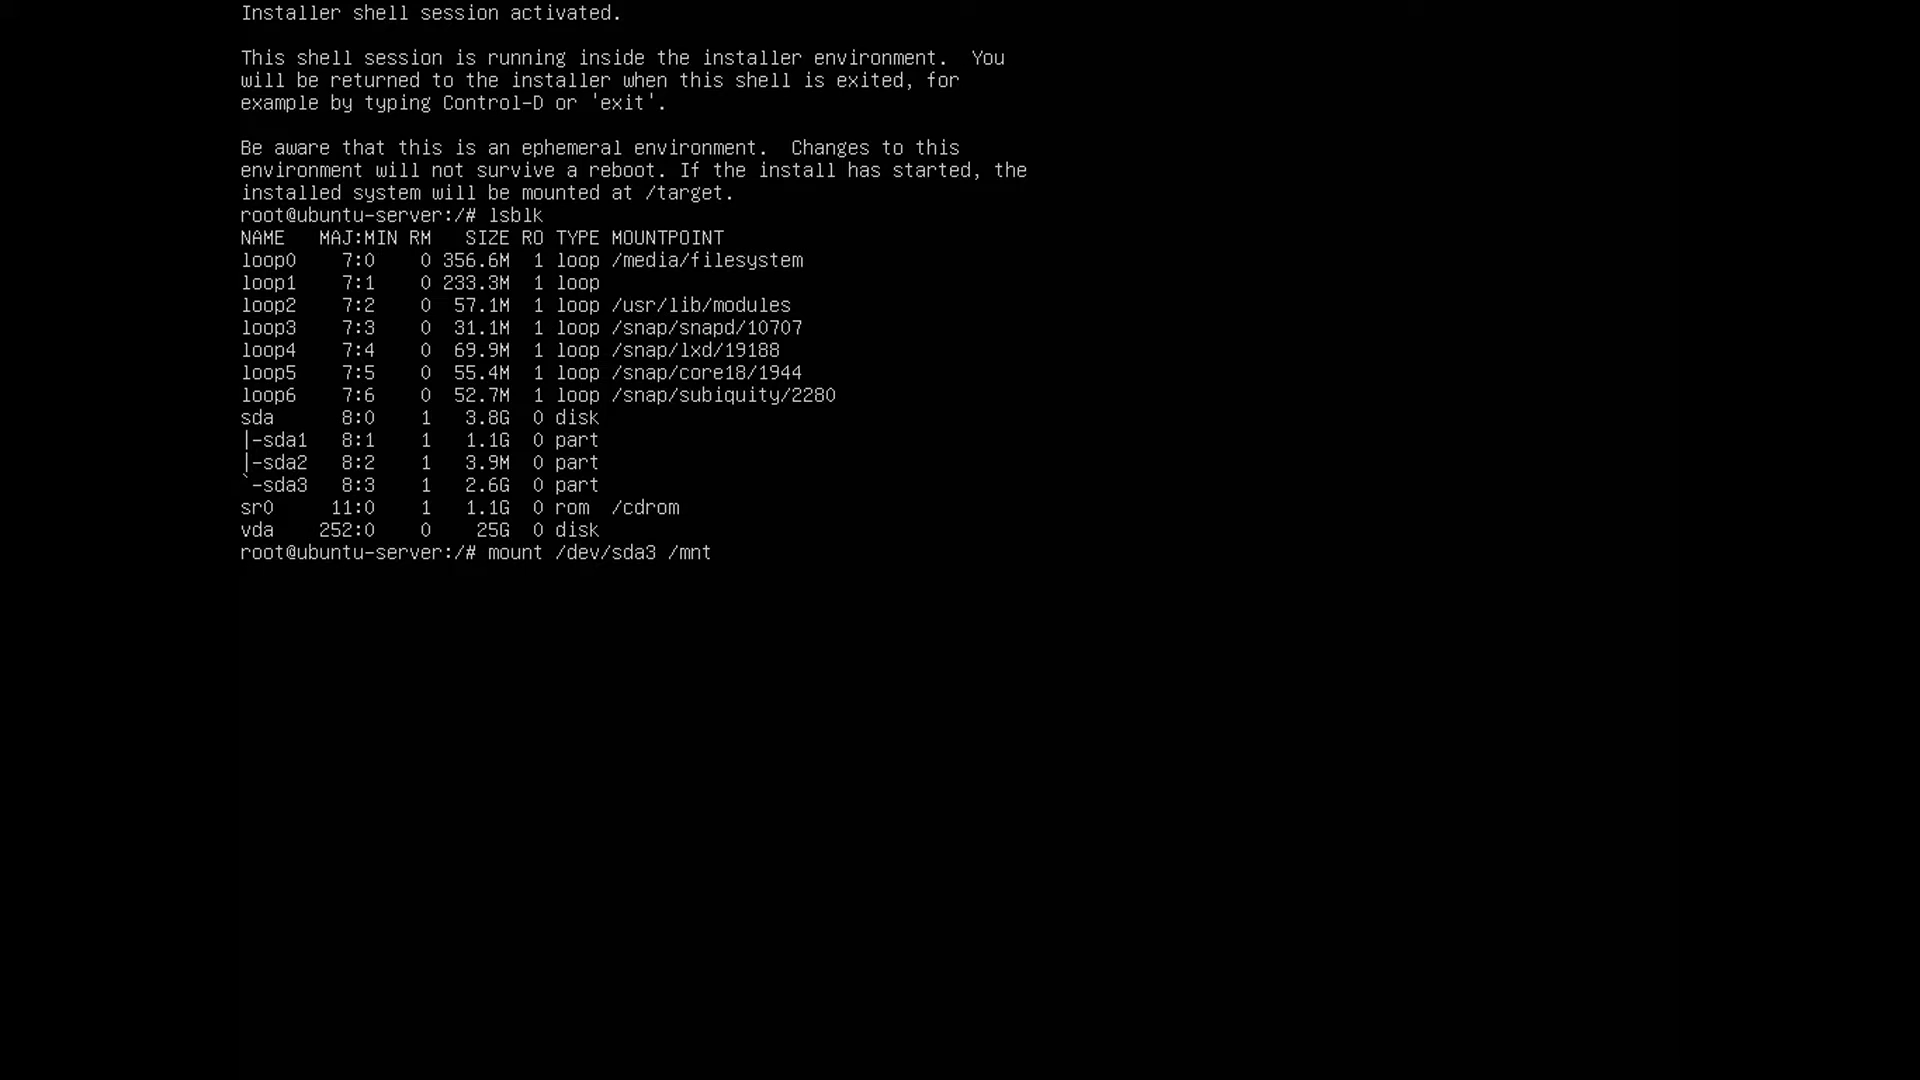 Installer shell session activated.
This shell session is running inside the installer environment.  You
will be returned to the installer when this shell is exited, for
example by typing Control-D or 'exit'.
Be aware that this is an ephemeral environment.  Changes to this
environment will not survive a reboot. If the install has started, the
installed system will be mounted at /target.
root@ubuntu-server:/# lsblk
NAME   MAJ:MIN RM   SIZE RO TYPE MOUNTPOINT
loop0    7:0    0 356.6M  1 loop /media/filesystem
loop1    7:1    0 233.3M  1 loop
loop2    7:2    0  57.1M  1 loop /usr/lib/modules
loop3    7:3    0  31.1M  1 loop /snap/snapd/10707
loop4    7:4    0  69.9M  1 loop /snap/lxd/19188
loop5    7:5    0  55.4M  1 loop /snap/core18/1944
loop6    7:6    0  52.7M  1 loop /snap/subiquity/2280
sda      8:0    1   3.8G  0 disk
|-sda1   8:1    1   1.1G  0 part
|-sda2   8:2    1   3.9M  0 part
`-sda3   8:3    1   2.6G  0 part
sr0     11:0    1   1.1G  0 rom  /cdrom
vda    252:0    0    25G  0 disk
root@ubuntu-server:/# mount /dev/sda3 /mnt